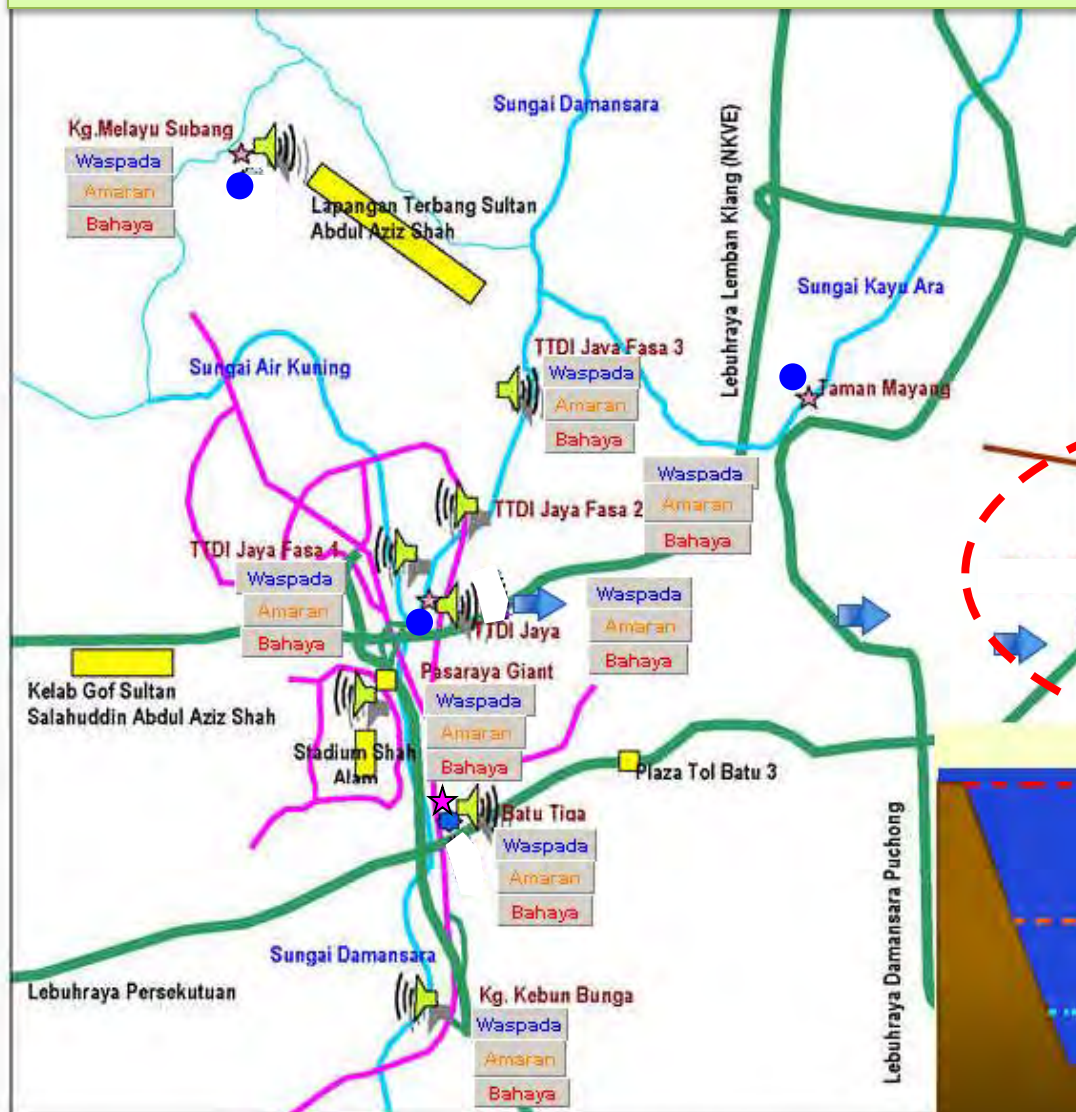 Sungai Damansara
Kg.Melayu Subang
Waspada
Amaran
Bahaya
Lapangan Terbang Sultan
Abdul Aziz Shah
Lebuhraya Lemban Klang (NKVE)
Sungai Kayu Ara
Sungai Air Kuning
TTDI Jaya Fasa 3
Waspada
Amaran
Bahaya
Taman Mayang
Waspada
Amaran
Bahaya
TTDI Jaya Fasa 2
TTDI Jaya Fasa 4
Waspada
Amaran
Bahaya
Waspada
Amaran
Bahaya
TTDI Jaya
Kelab Gof Sultan
Salahuddin Abdul Aziz Shah
Pasaraya Giant
Waspada
Amaran
Bahaya
Stadium Shah
Alam
Plaza Tol Batu 3
Batu Tiga
Waspada
Amaran
Bahaya
Lebuhraya Damansara Puchong
Sungai Damansara
Lebuhraya Persekutuan
Kg. Kebun Bunga
Waspada
Amaran
Bahaya